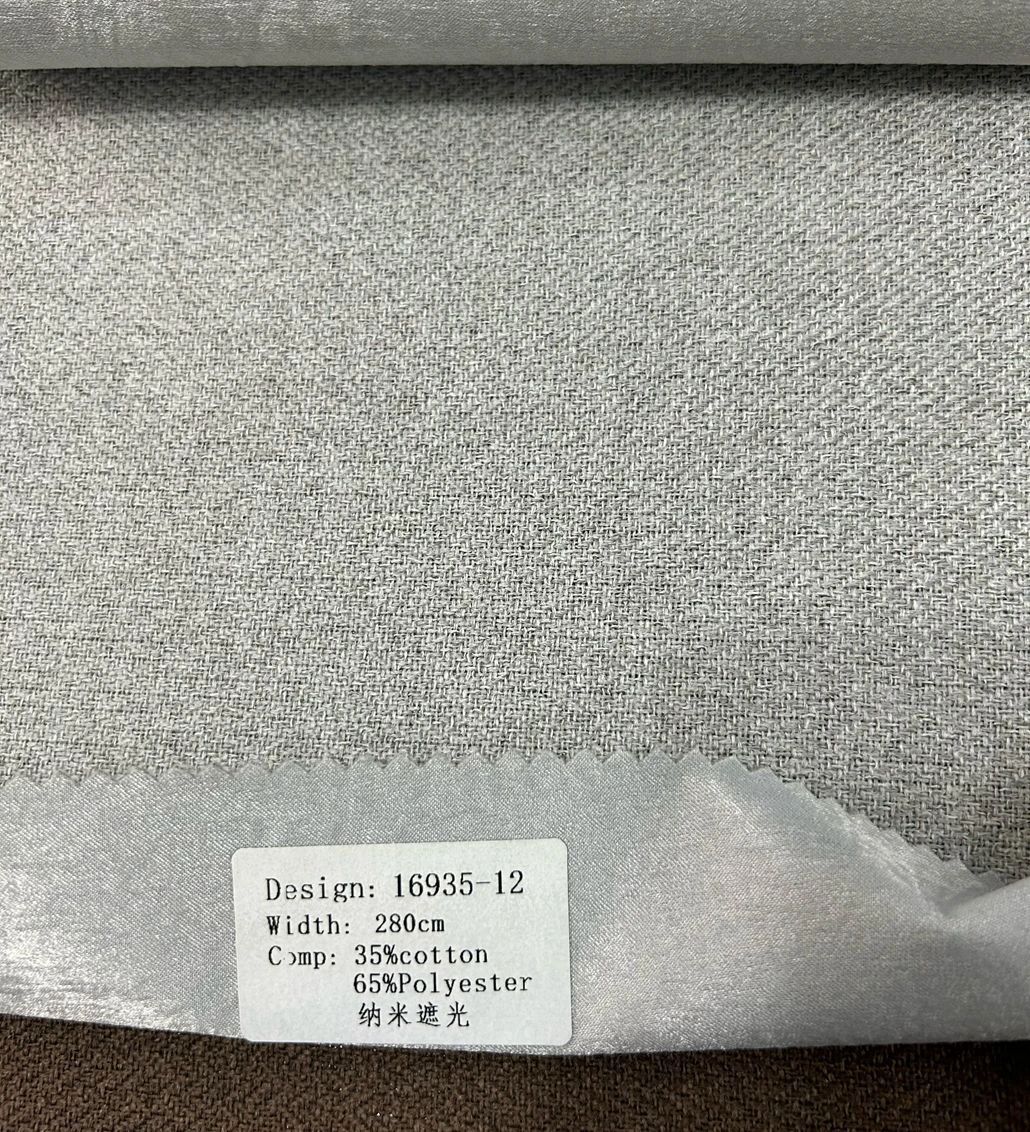 Design: 16935-12
Width: 280cm
Comp: 35%cotton
65%Polyester
纳米遮光